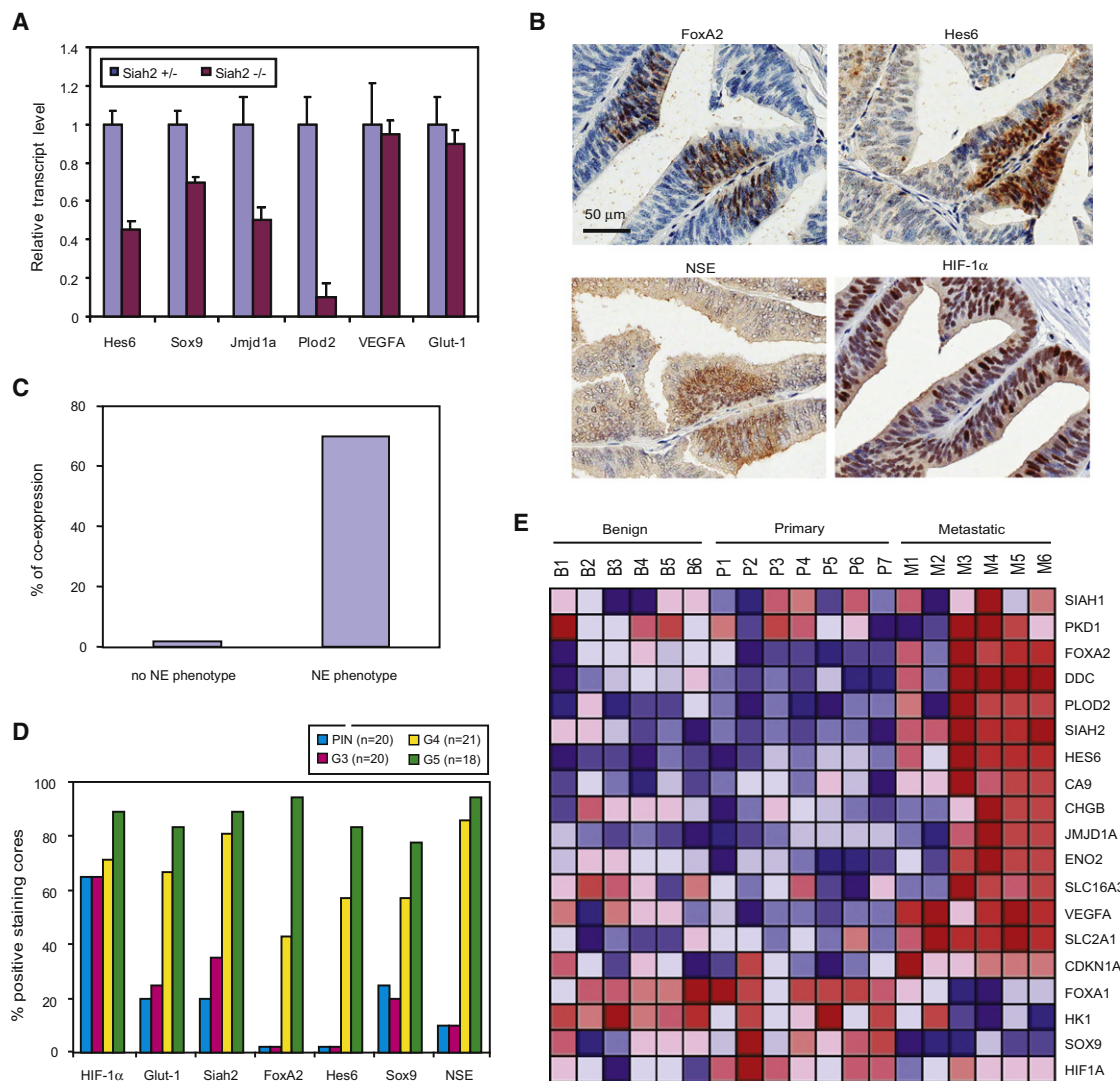 A
Relative transcript level
1.4
1.2
1
0.8
0.6
0.4
0.2
0
Siah2 +/-
Siah2 -/-
Hes6 Sox9 Jmjd1a Plod2 VEGFA Glut-1
B
FoxA2
Hes6
50 μm
NSE
HIF-1α
C
% of co-expression
80
60
40
20
0
no NE phenotype
NE phenotype
D
PIN (n=20)
G3 (n=20)
G4 (n=21)
G5 (n=18)
% positive staining cores
100
80
60
40
20
0
HIF-1α Glut-1 Siah2 FoxA2 Hes6 Sox9 NSE
E
Benign Primary Metastatic
B1 B2 B3 B4 B5 B6 P1 P2 P3 P4 P5 P6 P7 M1 M2 M3 M4 M5 M6
SIAH1
PKD1
FOXA2
DDC
PLOD2
SIAH2
HES6
CA9
CHGB
JMJD1A
ENO2
SLC16A3
VEGFA
SLC2A1
CDKN1A
FOXA1
HK1
SOX9
HIF1A